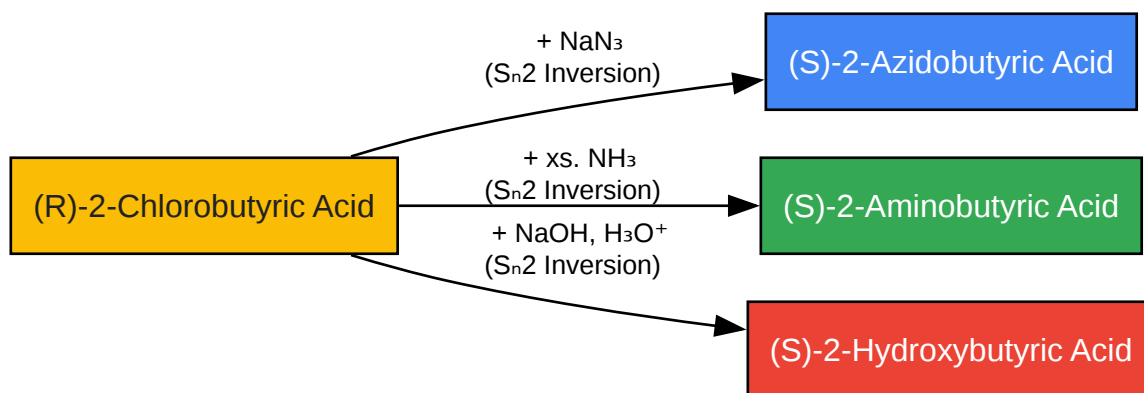 + NaN₃
(Sₙ2 Inversion)
(S)-2-Azidobutyric Acid
(R)-2-Chlorobutyric Acid
+ xs. NH₃
(Sₙ2 Inversion)
(S)-2-Aminobutyric Acid
+ NaOH, H₃O⁺
(Sₙ2 Inversion)
(S)-2-Hydroxybutyric Acid